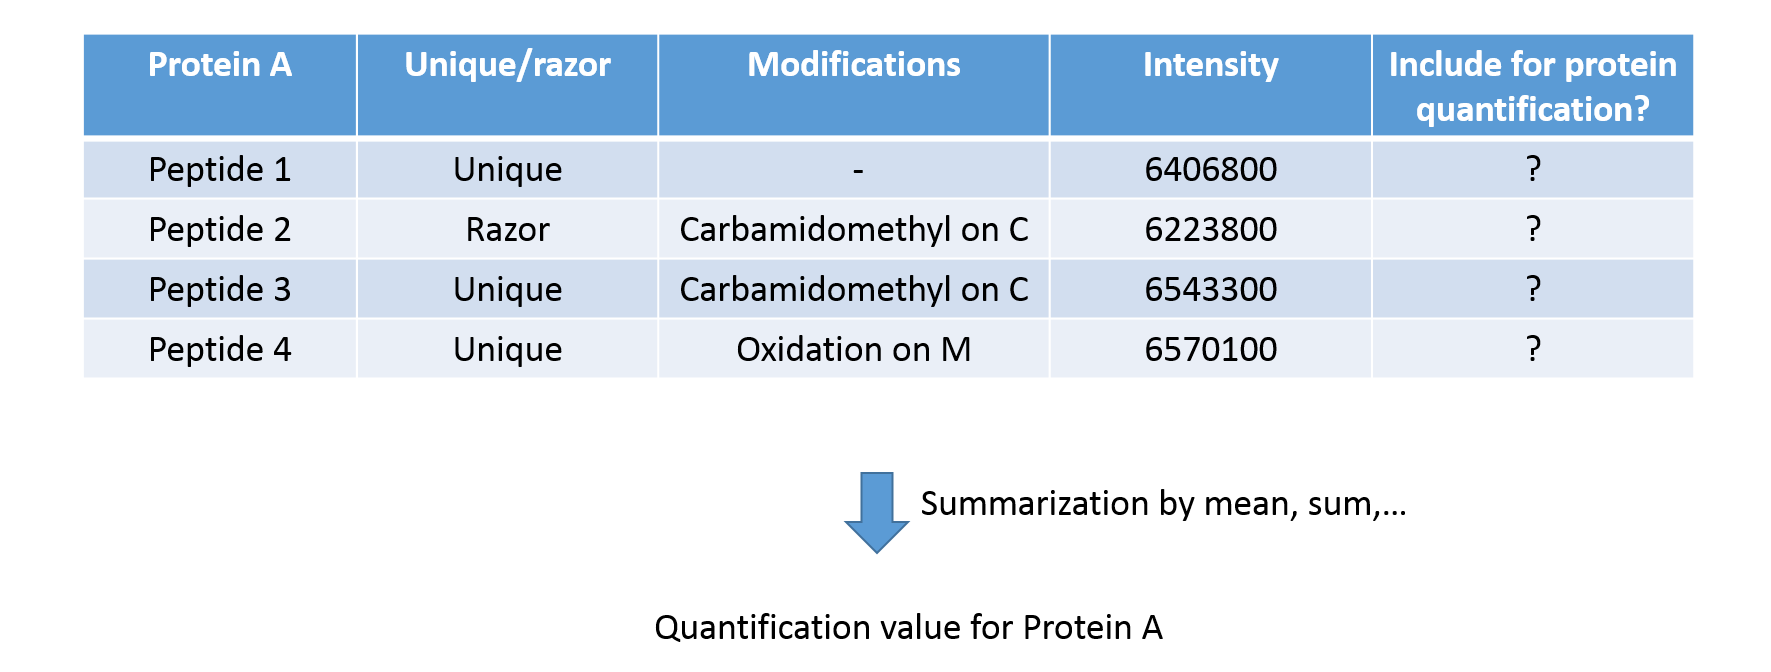 Protein A Unique/razor Modifications Intensity Include for protein
quantification?
Peptide 1 Unique - 6406800 ?
Peptide 2 Razor Carbamidomethyl on C 6223800 ?
Peptide 3 Unique Carbamidomethyl on C 6543300 ?
Peptide 4 Unique Oxidation on M 6570100 ?
Summarization by mean, sum,...
Quantification value for Protein A